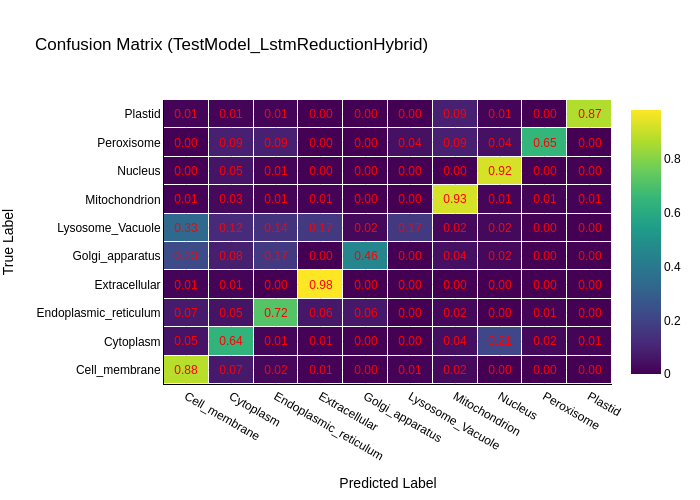 Confusion Matrix (TestModel_LstmReductionHybrid)
True Label
Plastid 0.01 0.01 0.01 0.00 0.00 0.00 0.09 0.01 0.00 0.87
Peroxisome 0.00 0.09 0.09 0.00 0.00 0.04 0.09 0.04 0.65 0.00
Nucleus 0.00 0.05 0.01 0.00 0.00 0.00 0.02 0.92 0.00 0.00
Mitochondrion 0.01 0.03 0.01 0.01 0.00 0.00 0.93 0.01 0.01 0.01
Lysosome_Vacuole 0.12 0.14 0.17 0.02 0.17 0.02 0.02 0.00 0.00
Golgi_apparatus 0.08 0.17 0.00 0.46 0.00 0.04 0.02 0.00 0.00
Extracellular 0.01 0.01 0.00 0.98 0.00 0.00 0.00 0.00 0.00 0.00
Endoplasmic_reticulum 0.07 0.05 0.72 0.06 0.06 0.00 0.02 0.00 0.01 0.00
Cytoplasm 0.05 0.64 0.01 0.01 0.00 0.00 0.04 0.21 0.02 0.01
Cell_membrane 0.88 0.07 0.02 0.01 0.00 0.01 0.02 0.00 0.00 0.00
Cell_membrane Cytoplasm Endoplasmic_reticulum Extracellular Golgi_apparatus Lysosome_Vacuole Mitochondrion Nucleus Peroxisome Plastid
Predicted Label
0.8
0.6
0.4
0.2
0